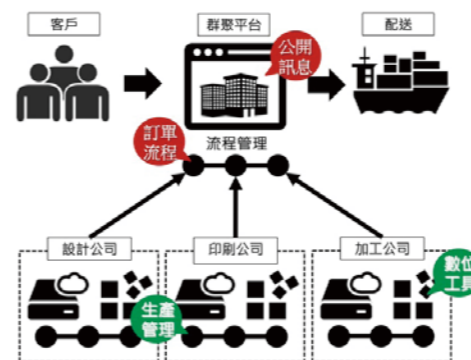 客戶
群聚平台
配送
公開
訊息
訂單
流程
流程管理
設計公司
印刷公司
加工公司
數位
工具
生產
管理